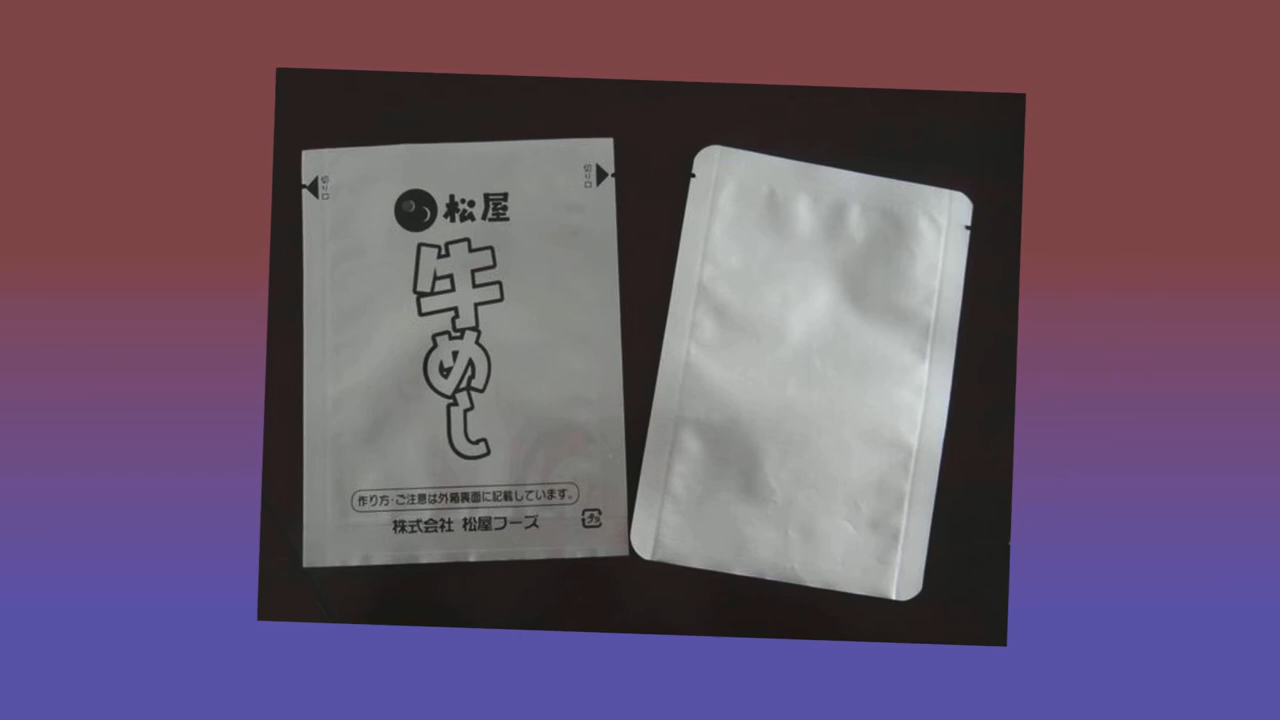 切り口
切り口
松屋
牛めし
作り方・ご注意は外箱裏面に記載しています。
株式会社 松屋フーズ
プラ